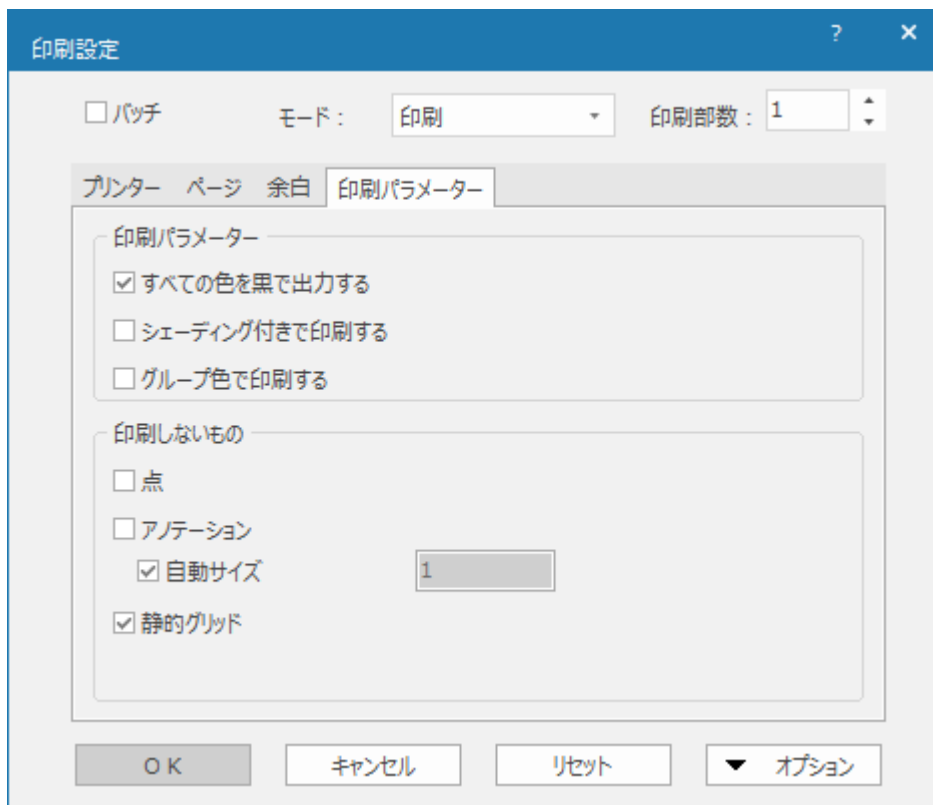 印刷設定
バッチ モード： 印刷 印刷部数： 1
プリンター ページ 余白 印刷パラメーター
印刷パラメーター
すべての色を黒で出力する
シェーディング付きで印刷する
グループ色で印刷する
印刷しないもの
点
アノテーション
自動サイズ 1
静的グリッド
OK キャンセル リセット オプション